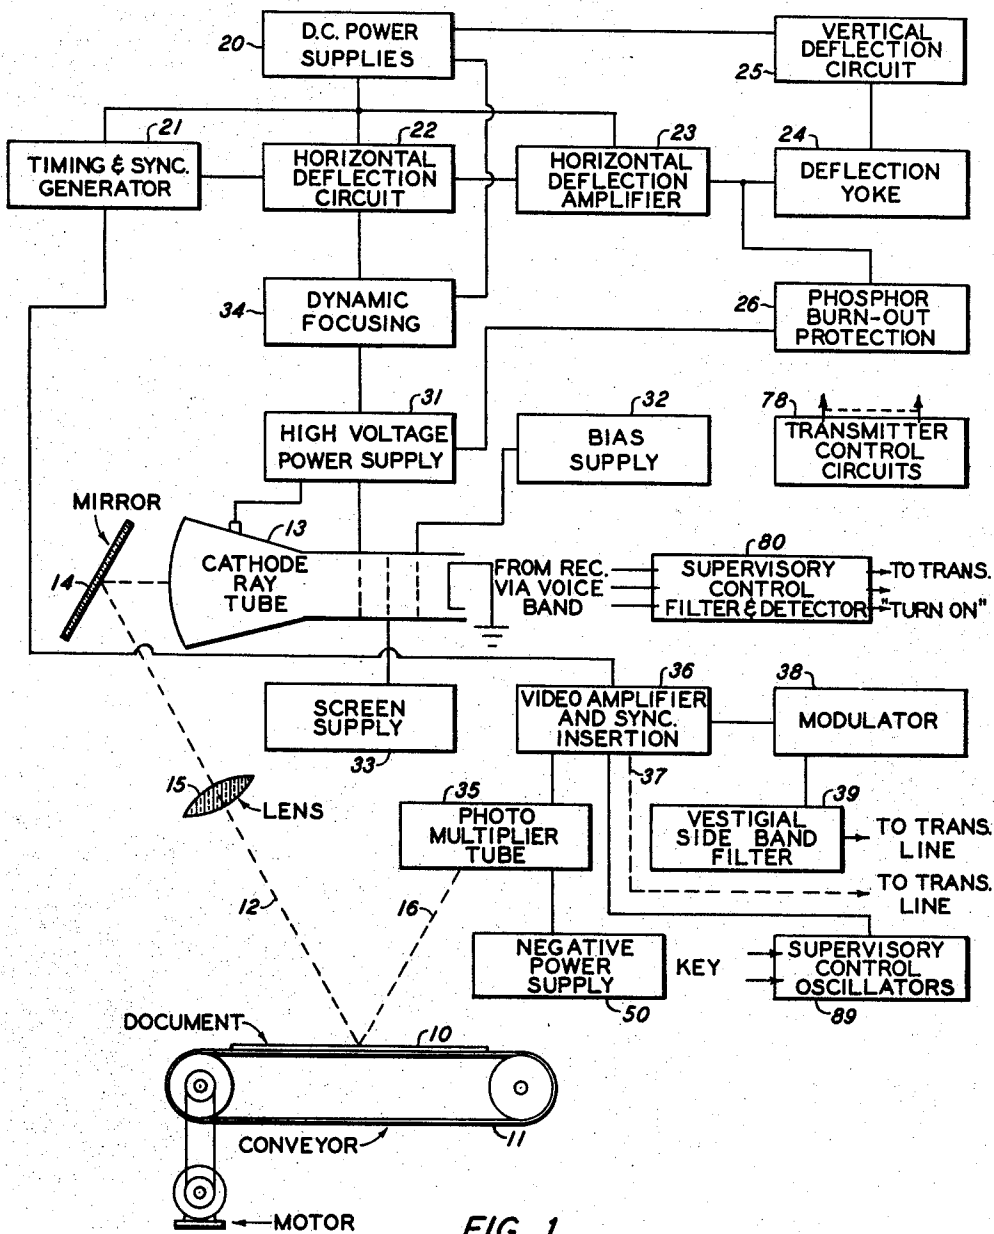 D.C. POWER
SUPPLIES
20
VERTICAL
DEFLECTION
CIRCUIT
25
21
TIMING & SYNC.
GENERATOR
22
HORIZONTAL
DEFLECTION
CIRCUIT
23
HORIZONTAL
DEFLECTION
AMPLIFIER
24
DEFLECTION
YOKE
34
DYNAMIC
FOCUSING
26
PHOSPHOR
BURN-OUT
PROTECTION
31
HIGH VOLTAGE
POWER SUPPLY
32
BIAS
SUPPLY
78
TRANSMITTER
CONTROL
CIRCUITS
MIRROR
14
13
CATHODE
RAY
TUBE
FROM REC.
VIA VOICE
BAND
80
SUPERVISORY
CONTROL
FILTER & DETECTOR
TO TRANS.
"TURN ON"
SCREEN
SUPPLY
33
36
VIDEO AMPLIFIER
AND SYNC.
INSERTION
37
38
MODULATOR
15
LENS
35
PHOTO
MULTIPLIER
TUBE
39
VESTIGIAL
SIDE BAND
FILTER
TO TRANS.
LINE
TO TRANS.
LINE
12
16
NEGATIVE
POWER
SUPPLY
50
KEY
SUPERVISORY
CONTROL
OSCILLATORS
89
DOCUMENT
10
CONVEYOR
11
MOTOR
FIG. 1